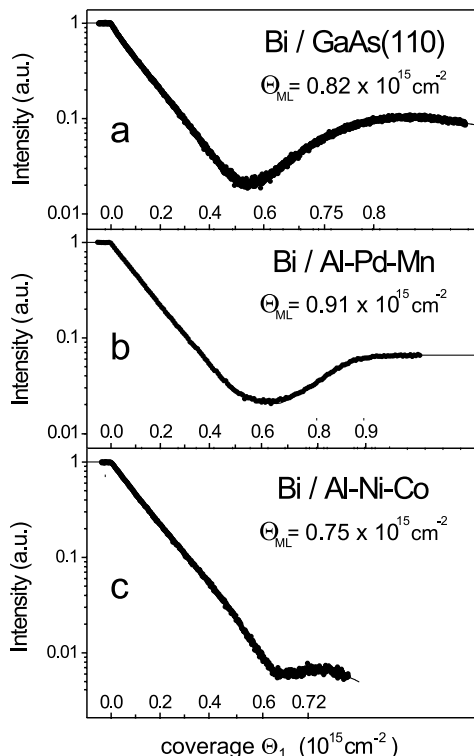 1
Bi / GaAs(110)
Θ_ML = 0.82 x 10^15 cm^-2
0.1
a
0.01
Intensity (a.u.)
0.0 0.2 0.4 0.6 0.75 0.8
1
Bi / Al-Pd-Mn
Θ_ML = 0.91 x 10^15 cm^-2
0.1
b
0.01
Intensity (a.u.)
0.0 0.2 0.4 0.6 0.8 0.9
1
Bi / Al-Ni-Co
Θ_ML = 0.75 x 10^15 cm^-2
0.1
c
0.01
Intensity (a.u.)
0.0 0.2 0.4 0.6 0.72
coverage Θ_1 (10^15 cm^-2)